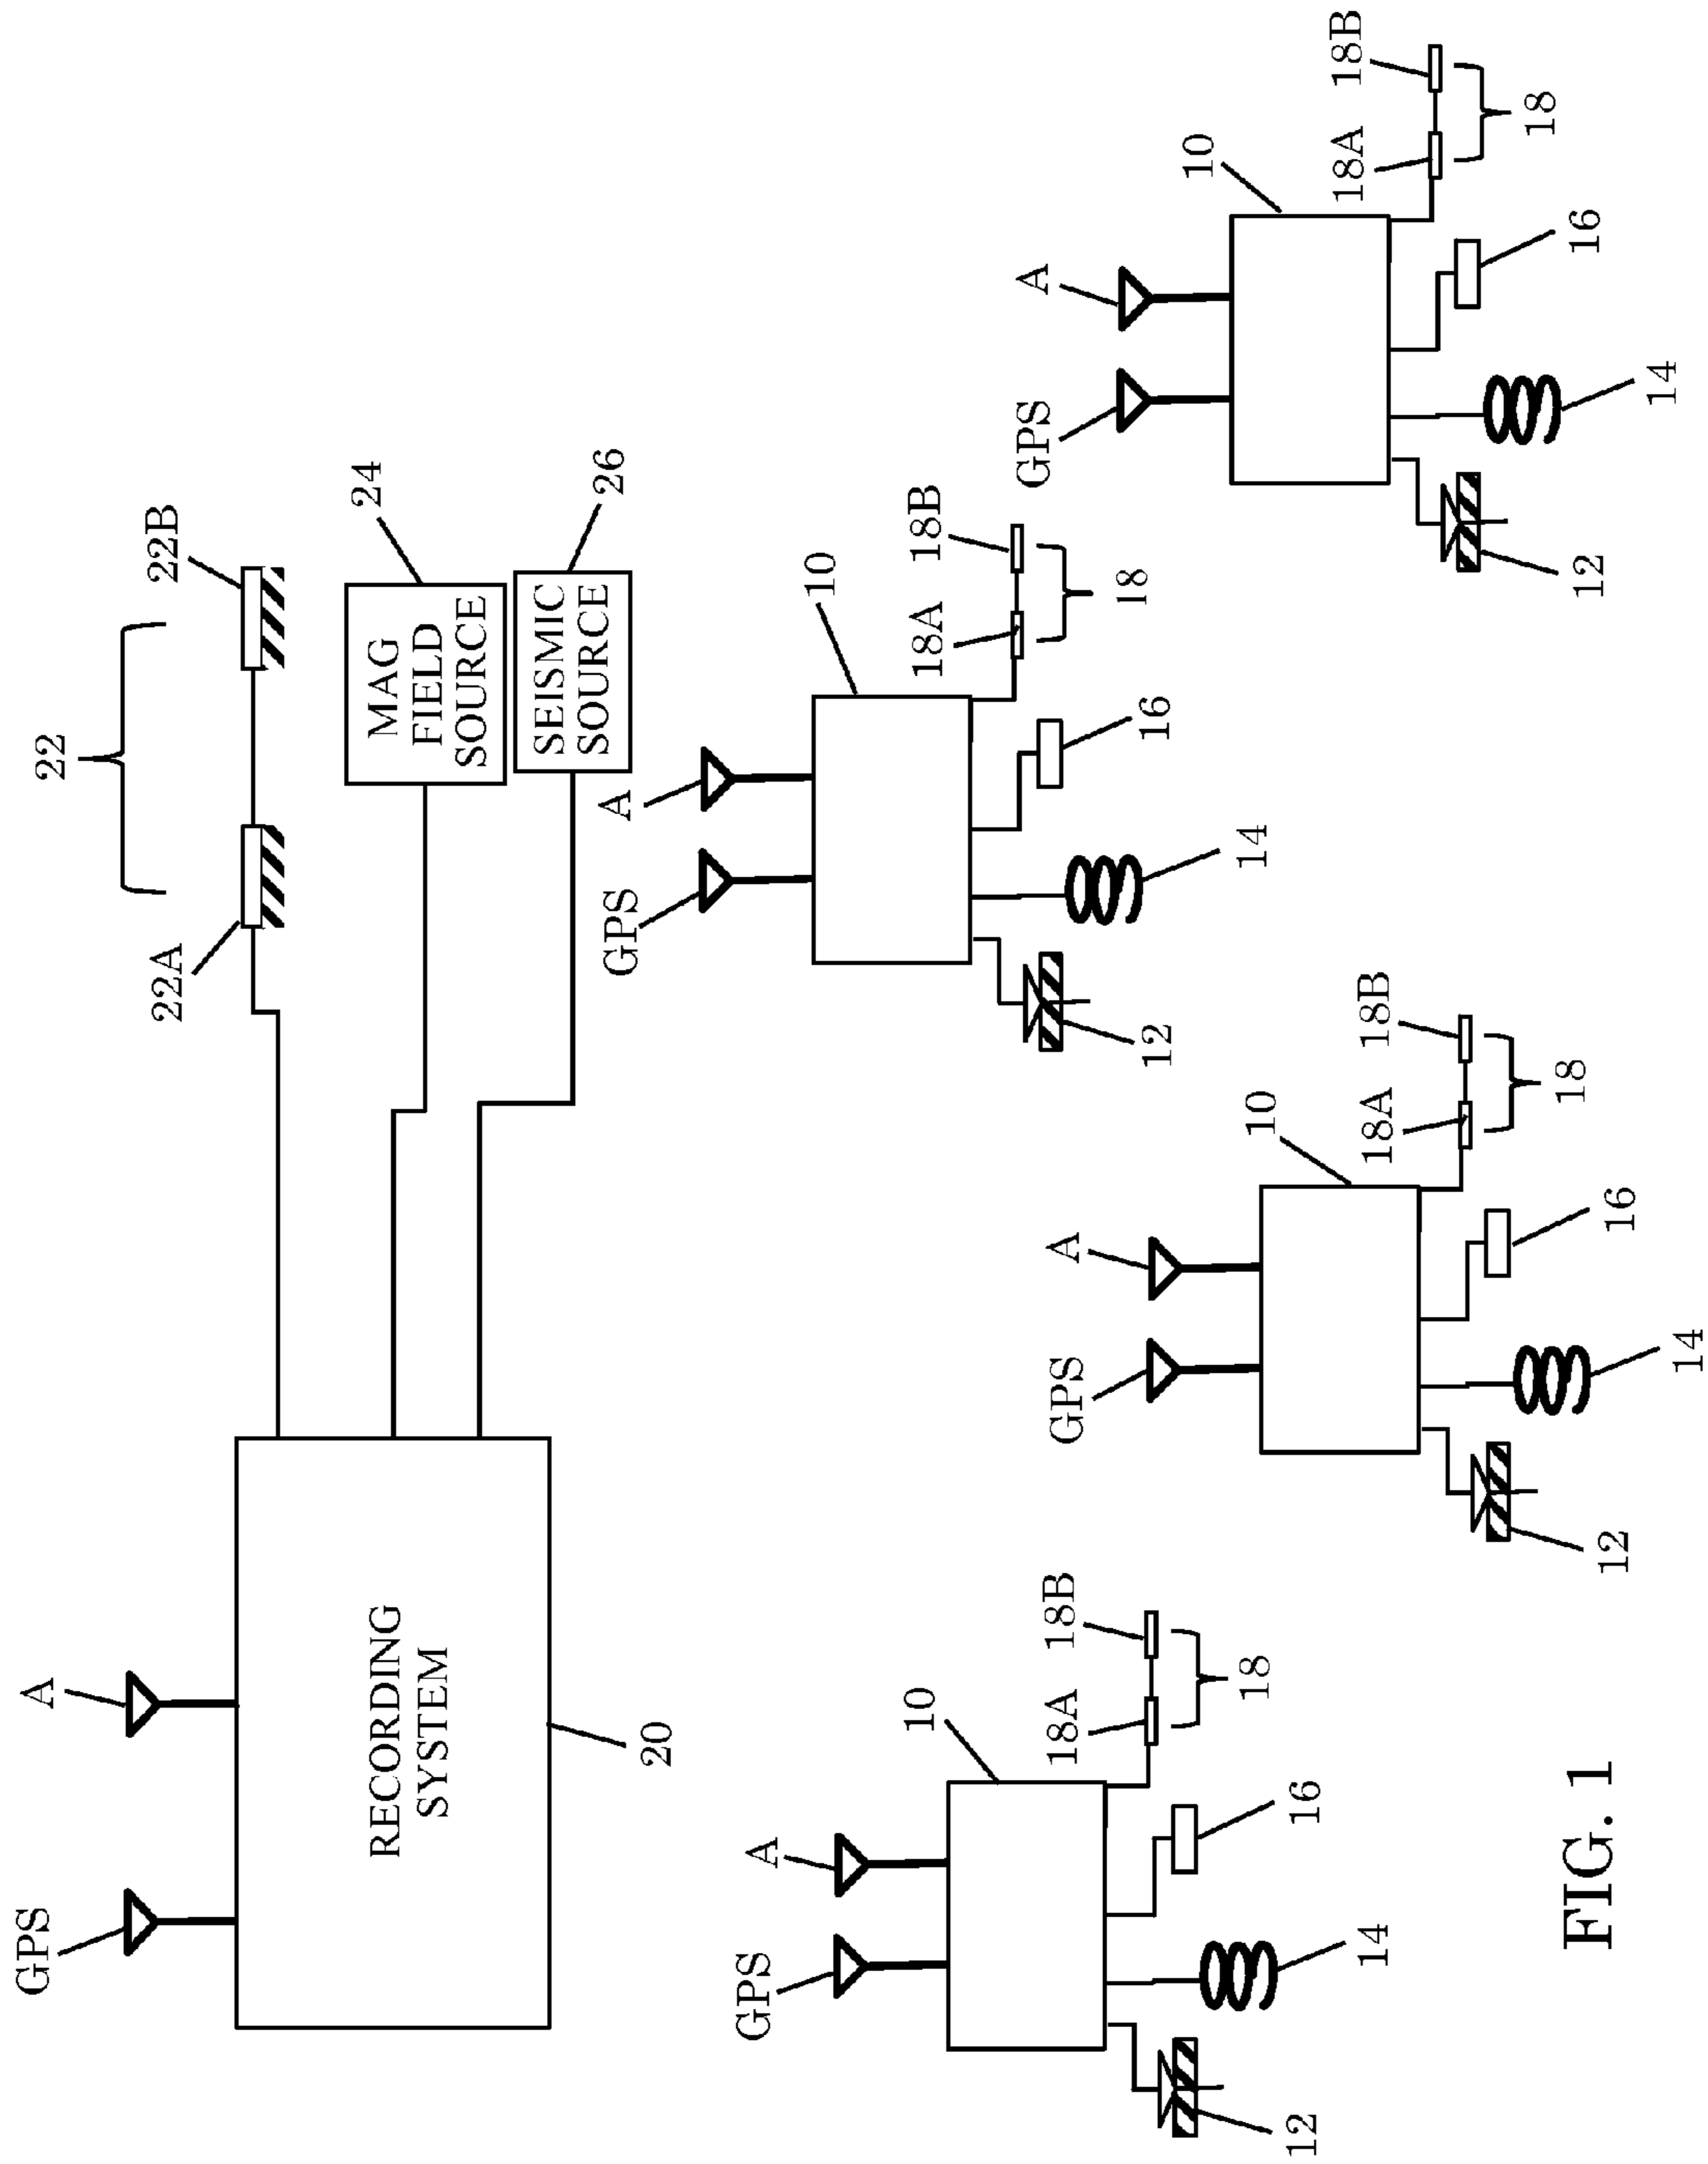 GPS
A
RECORDING
SYSTEM
20
22
22A
22B
MAG
FIELD
SOURCE
24
SEISMIC
SOURCE
26
GPS
A
10
18A
18B
18
16
14
12
GPS
A
10
18A
18B
18
16
14
12
GPS
A
10
18A
18B
18
16
14
12
GPS
A
10
18A
18B
18
16
14
12
FIG. 1